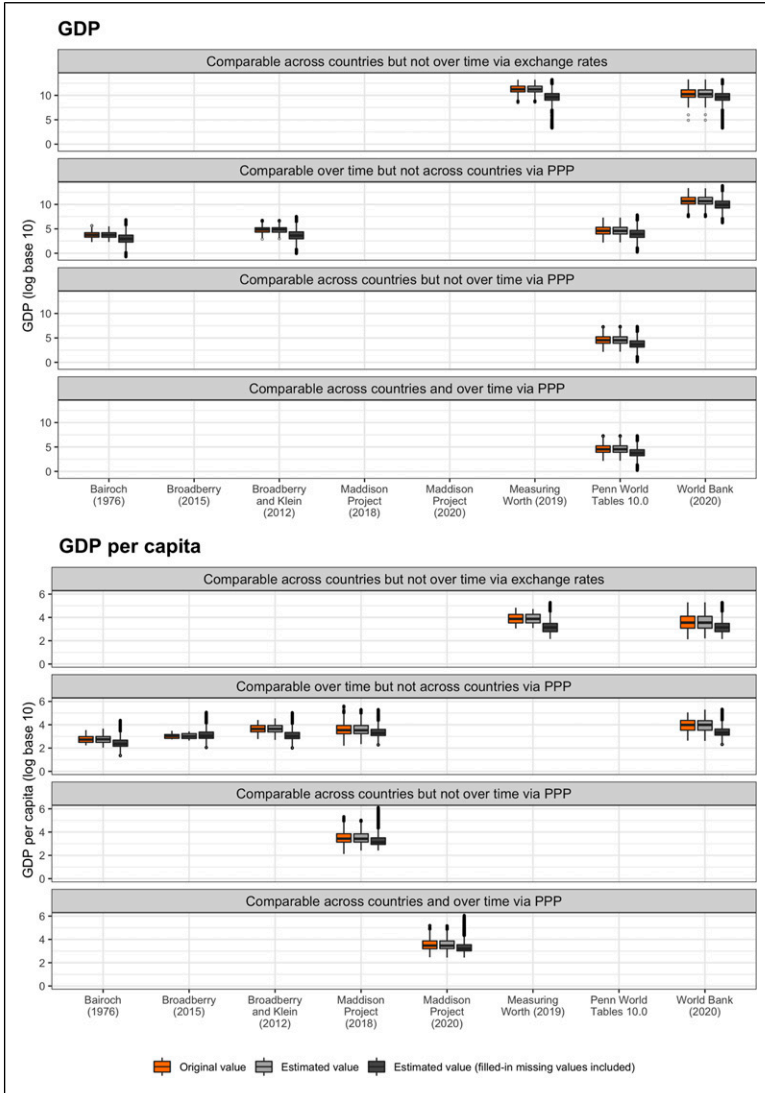 GDP
Comparable across countries but not over time via exchange rates
10
5
0
Comparable over time but not across countries via PPP
10
5
0
Comparable across countries but not over time via PPP
10
5
0
Comparable across countries and over time via PPP
10
5
0
GDP (log base 10)
Bairoch
(1976)
Broadberry
(2015)
Broadberry
and Klein
(2012)
Maddison
Project
(2018)
Maddison
Project
(2020)
Measuring
Worth (2019)
Penn World
Tables 10.0
World Bank
(2020)
GDP per capita
Comparable across countries but not over time via exchange rates
6
4
2
0
Comparable over time but not across countries via PPP
6
4
2
0
Comparable across countries but not over time via PPP
6
4
2
0
Comparable across countries and over time via PPP
6
4
2
0
GDP per capita (log base 10)
Bairoch
(1976)
Broadberry
(2015)
Broadberry
and Klein
(2012)
Maddison
Project
(2018)
Maddison
Project
(2020)
Measuring
Worth (2019)
Penn World
Tables 10.0
World Bank
(2020)
Original value
Estimated value
Estimated value (filled-in missing values included)